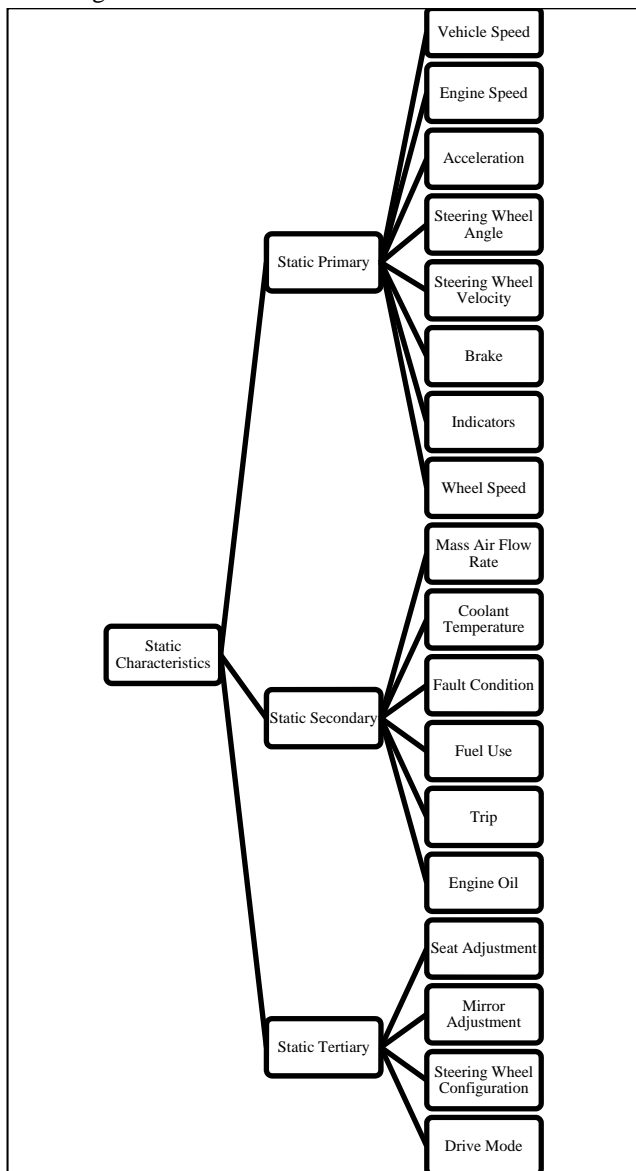 Vehicle Speed
Engine Speed
Acceleration
Steering Wheel
Angle
Static Primary
Steering Wheel
Velocity
Brake
Indicators
Wheel Speed
Mass Air Flow
Rate
Coolant
Temperature
Static
Characteristics
Fault Condition
Static Secondary
Fuel Use
Trip
Engine Oil
Seat Adjustment
Mirror
Adjustment
Static Tertiary
Steering Wheel
Configuration
Drive Mode